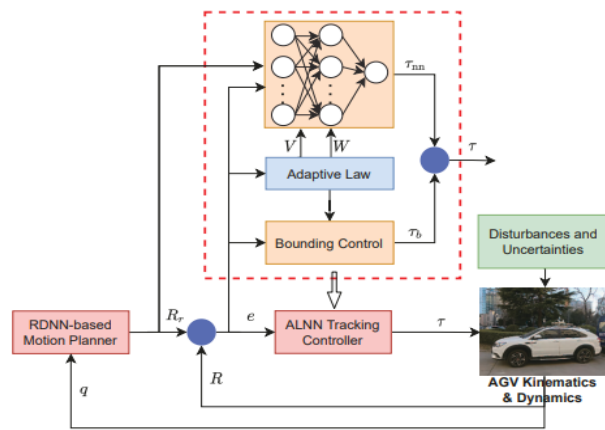 τnn
V
W
τ
Adaptive Law
Bounding Control
τb
Disturbances and
Uncertainties
RDNN-based
Motion Planner
Rr
e
ALNN Tracking
Controller
τ
R
q
AGV Kinematics
& Dynamics